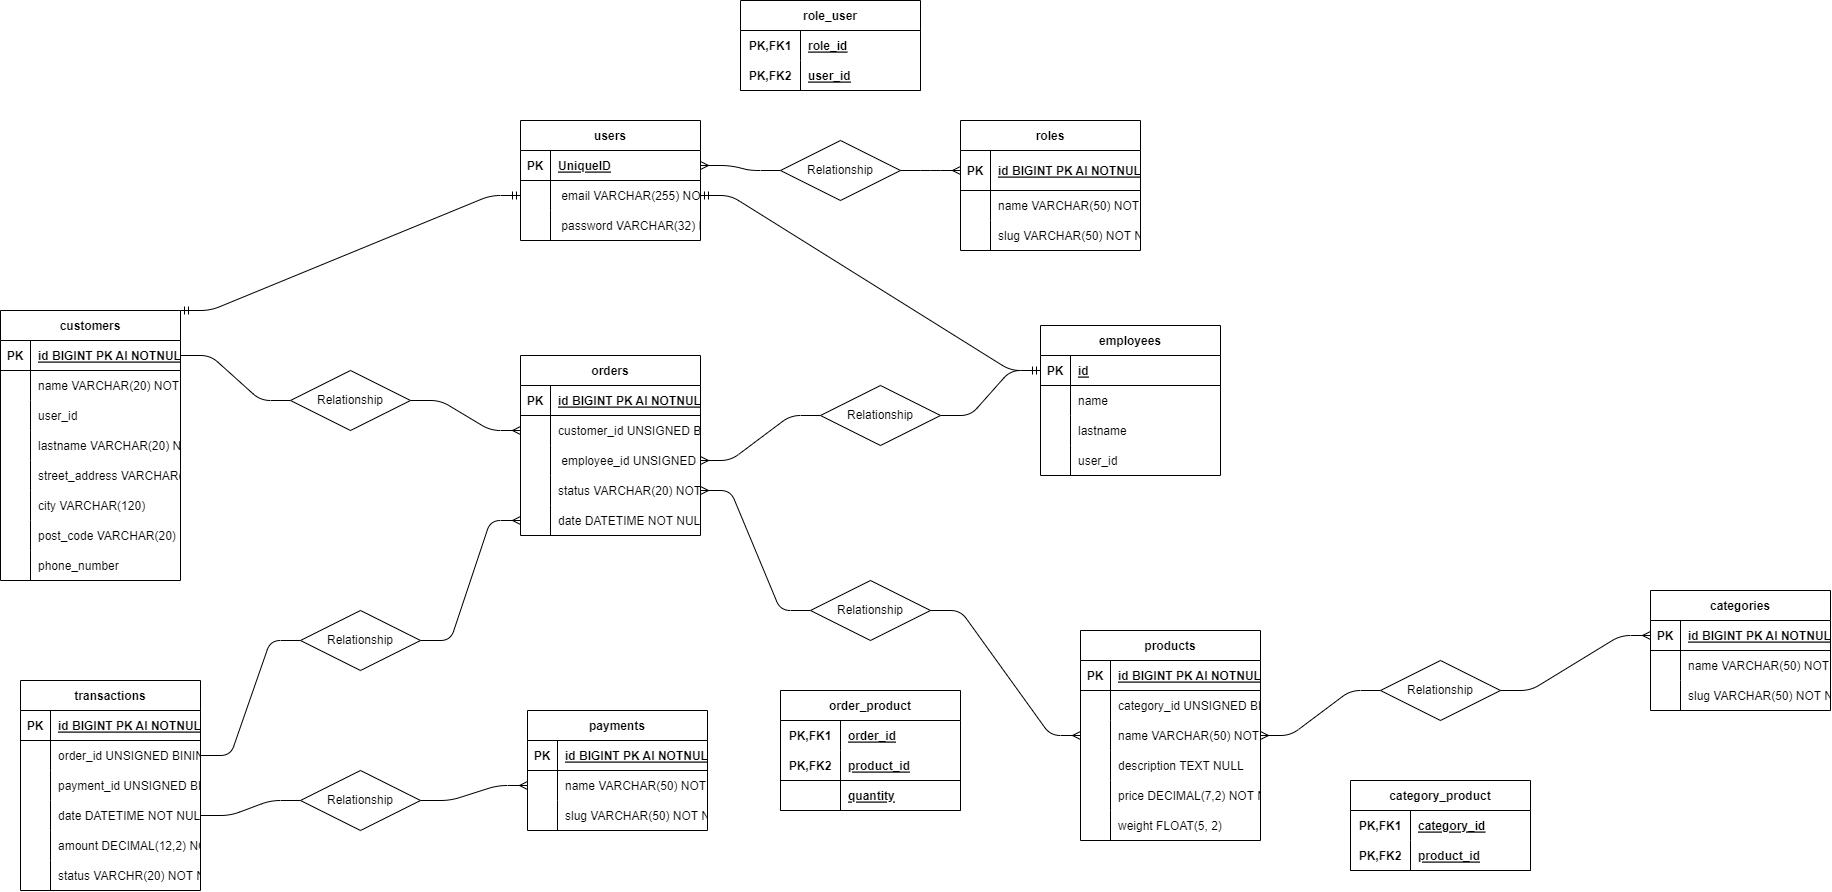 role_user
PK,FK1 role_id
PK,FK2 user_id
users
PK UniqueID
email VARCHAR(255) NO
password VARCHAR(32)
Relationship
roles
PK id BIGINT PK AI NOTNUL
name VARCHAR(50) NOT
slug VARCHAR(50) NOT N
customers
PK id BIGINT PK AI NOTNUL
name VARCHAR(20) NOT
user_id
lastname VARCHAR(20) N
street_address VARCHAR(
city VARCHAR(120)
post_code VARCHAR(20)
phone_number
Relationship
orders
PK id BIGINT PK AI NOTNUL
customer_id UNSIGNED B
employee_id UNSIGNED
status VARCHAR(20) NOT
date DATETIME NOT NUL
Relationship
employees
PK id
name
lastname
user_id
Relationship
Relationship
transactions
PK id BIGINT PK AI NOTNUL
order_id UNSIGNED BININ
payment_id UNSIGNED BI
date DATETIME NOT NUL
amount DECIMAL(12,2) NO
status VARCHR(20) NOT N
Relationship
payments
PK id BIGINT PK AI NOTNUL
name VARCHAR(50) NOT
slug VARCHAR(50) NOT N
order_product
PK,FK1 order_id
PK,FK2 product_id
quantity
products
PK id BIGINT PK AI NOTNUL
category_id UNSIGNED BI
name VARCHAR(50) NOT
description TEXT NULL
price DECIMAL(7,2) NOT N
weight FLOAT(5, 2)
Relationship
categories
PK id BIGINT PK AI NOTNUL
name VARCHAR(50) NOT
slug VARCHAR(50) NOT N
category_product
PK,FK1 category_id
PK,FK2 product_id